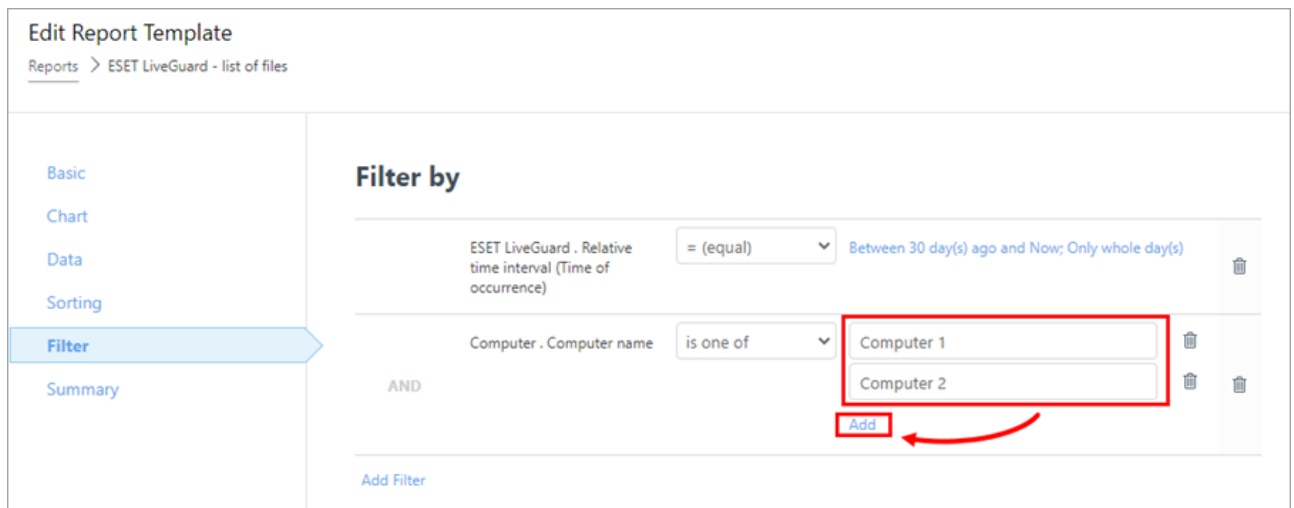 Edit Report Template
Reports > ESET LiveGuard - list of files
Basic
Chart
Data
Sorting
Filter
Summary
Filter by
ESET LiveGuard . Relative
time interval (Time of
occurrence)
= (equal)
Between 30 day(s) ago and Now; Only whole day(s)
AND
Computer . Computer name
is one of
Computer 1
Computer 2
Add
Add Filter